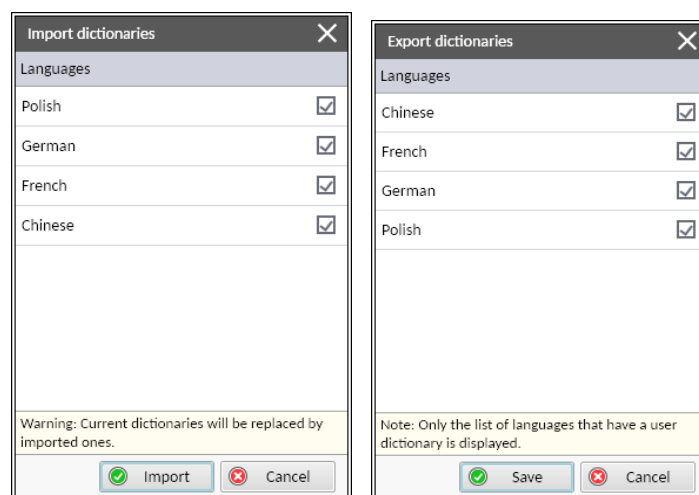 Import dictionaries
Languages
Polish
German
French
Chinese
Warning: Current dictionaries will be replaced by
imported ones.
Import
Cancel
Export dictionaries
Languages
Chinese
French
German
Polish
Note: Only the list of languages that have a user
dictionary is displayed.
Save
Cancel